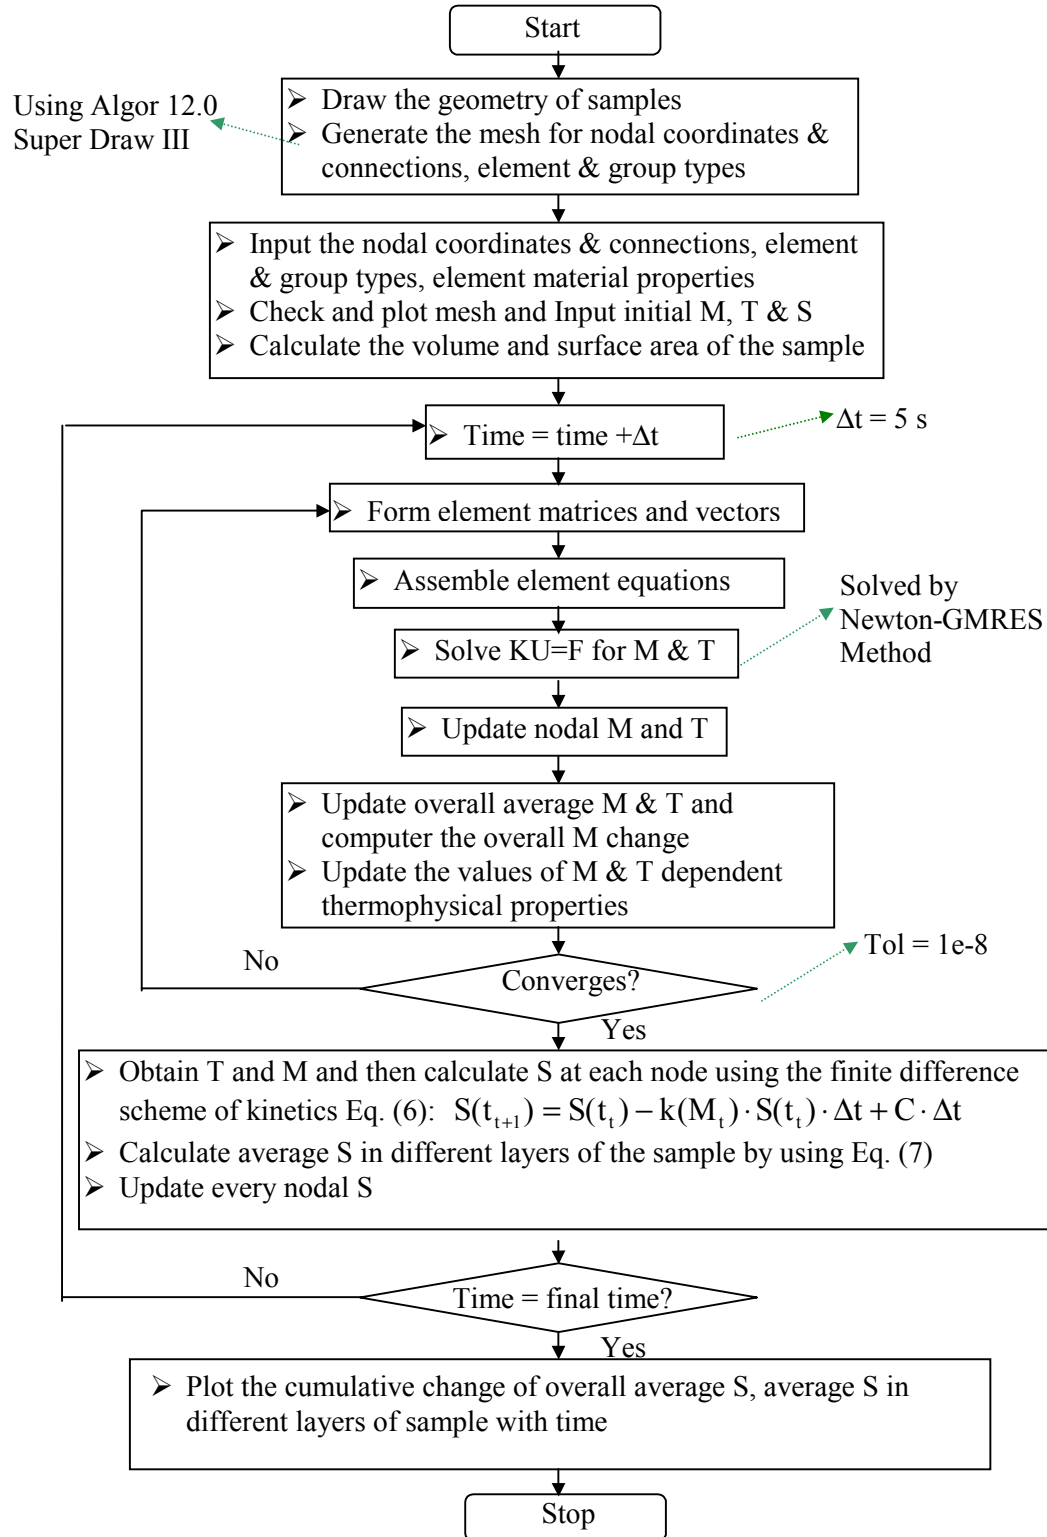 Start
Using Algor 12.0
Super Draw III
➢ Draw the geometry of samples
➢ Generate the mesh for nodal coordinates &
connections, element & group types
➢ Input the nodal coordinates & connections, element
& group types, element material properties
➢ Check and plot mesh and Input initial M, T & S
➢ Calculate the volume and surface area of the sample
➢ Time = time +Δt
Δt = 5 s
➢ Form element matrices and vectors
➢ Assemble element equations
Solved by
Newton-GMRES
Method
➢ Solve KU=F for M & T
➢ Update nodal M and T
➢ Update overall average M & T and
computer the overall M change
➢ Update the values of M & T dependent
thermophysical properties
Tol = 1e-8
No
Converges?
Yes
➢ Obtain T and M and then calculate S at each node using the finite difference
scheme of kinetics Eq. (6): S(t_{t+1}) = S(t_t) − k(M_t) · S(t_t) · Δt + C · Δt
➢ Calculate average S in different layers of the sample by using Eq. (7)
➢ Update every nodal S
No
Time = final time?
Yes
➢ Plot the cumulative change of overall average S, average S in
different layers of sample with time
Stop